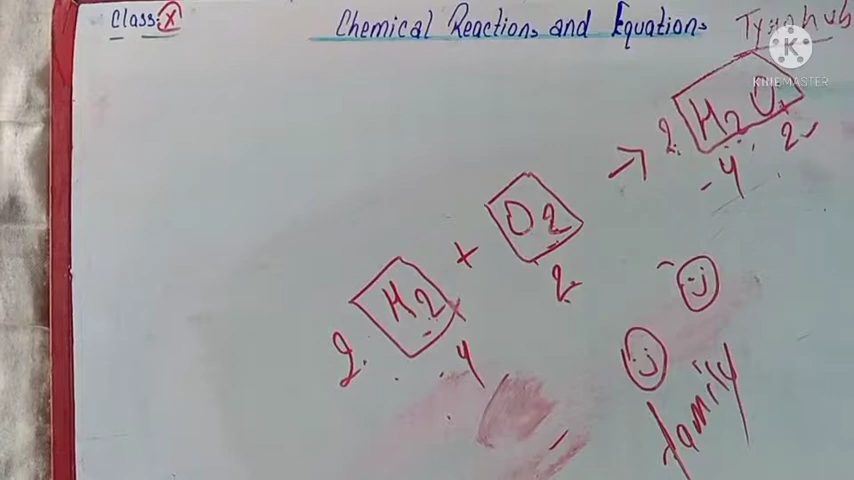 Class:- X
Chemical Reactions and Equations.
KINEMASTER
2 H2 + O2 → 2 H2O
4 2 4 2
family